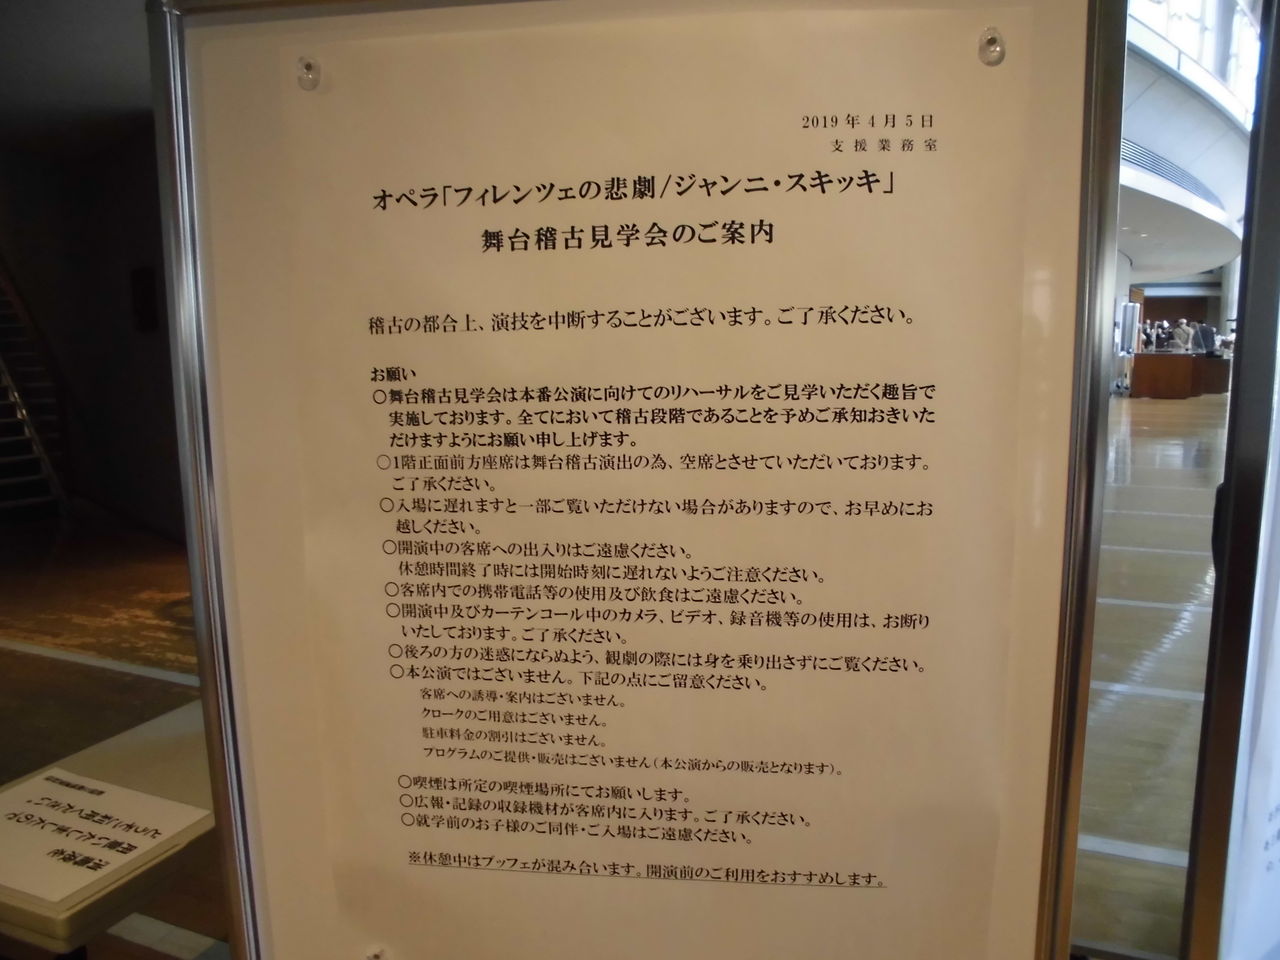 2019年4月5日
支援業務室
オペラ「フィレンツェの悲劇/ジャンニ・スキッキ」
舞台稽古見学会のご案内
稽古の都合上、演技を中断することがございます。ご了承ください。
お願い
○舞台稽古見学会は本番公演に向けてのリハーサルをご見学いただく趣旨で
実施しております。全てにおいて稽古段階であることを予めご承知おきいた
だけますようにお願い申し上げます。
○1階正面前方座席は舞台稽古演出の為、空席とさせていただいております。
ご了承ください。
○入場に遅れますと一部ご覧いただけない場合がありますので、お早めにお
越しください。
○開演中の客席への出入りはご遠慮ください。
休憩時間終了時には開始時刻に遅れないようご注意ください。
○客席内での携帯電話等の使用及び飲食はご遠慮ください。
○開演中及びカーテンコール中のカメラ、ビデオ、録音機等の使用は、お断り
いたしております。ご了承ください。
○後ろの方の迷惑にならぬよう、観劇の際には身を乗り出さずにご覧ください。
○本公演ではございません。下記の点にご留意ください。
客席への誘導・案内はございません。
クロークのご用意はございません。
駐車料金の割引はございません。
プログラムのご提供・販売はございません(本公演からの販売となります)。
○喫煙は所定の喫煙場所にてお願いします。
○広報・記録の収録機材が客席内に入ります。ご了承ください。
○就学前のお子様のご同伴・ご入場はご遠慮ください。
※休憩中はブッフェが混み合います。開演前のご利用をおすすめします。